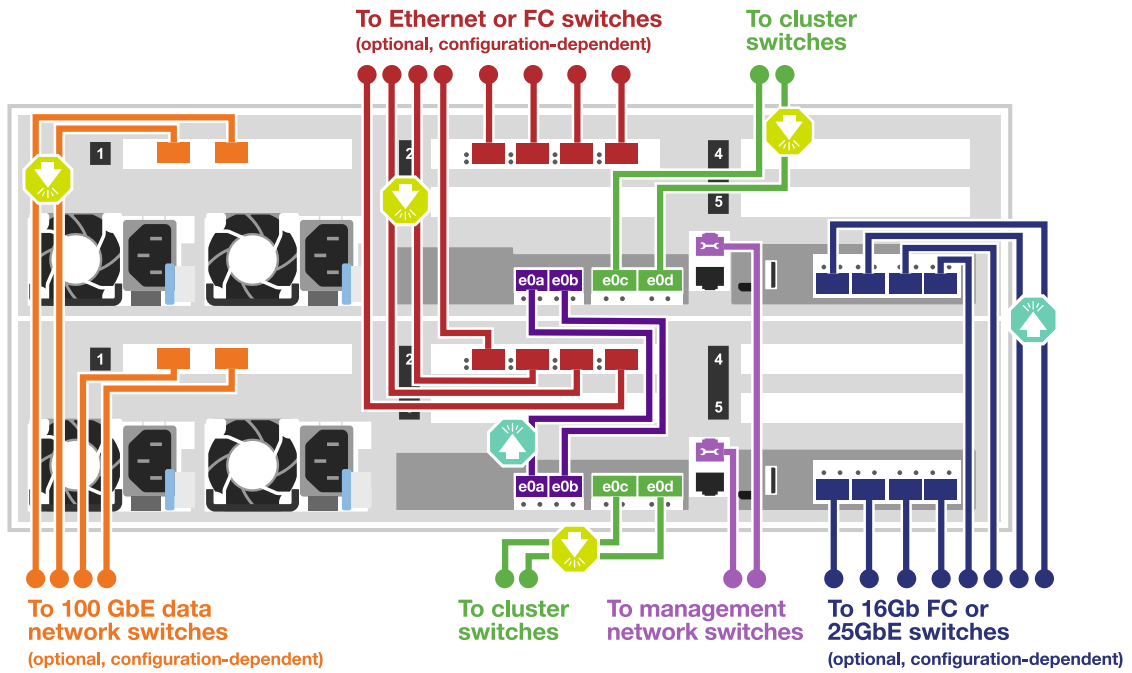 To Ethernet or FC switches
(optional, configuration-dependent)
To cluster
switches
1
2
4
5
e0a e0b e0c e0d
1
2
4
5
e0a e0b e0c e0d
To 100 GbE data
network switches
(optional, configuration-dependent)
To cluster
switches
To management
network switches
To 16Gb FC or
25GbE switches
(optional, configuration-dependent)